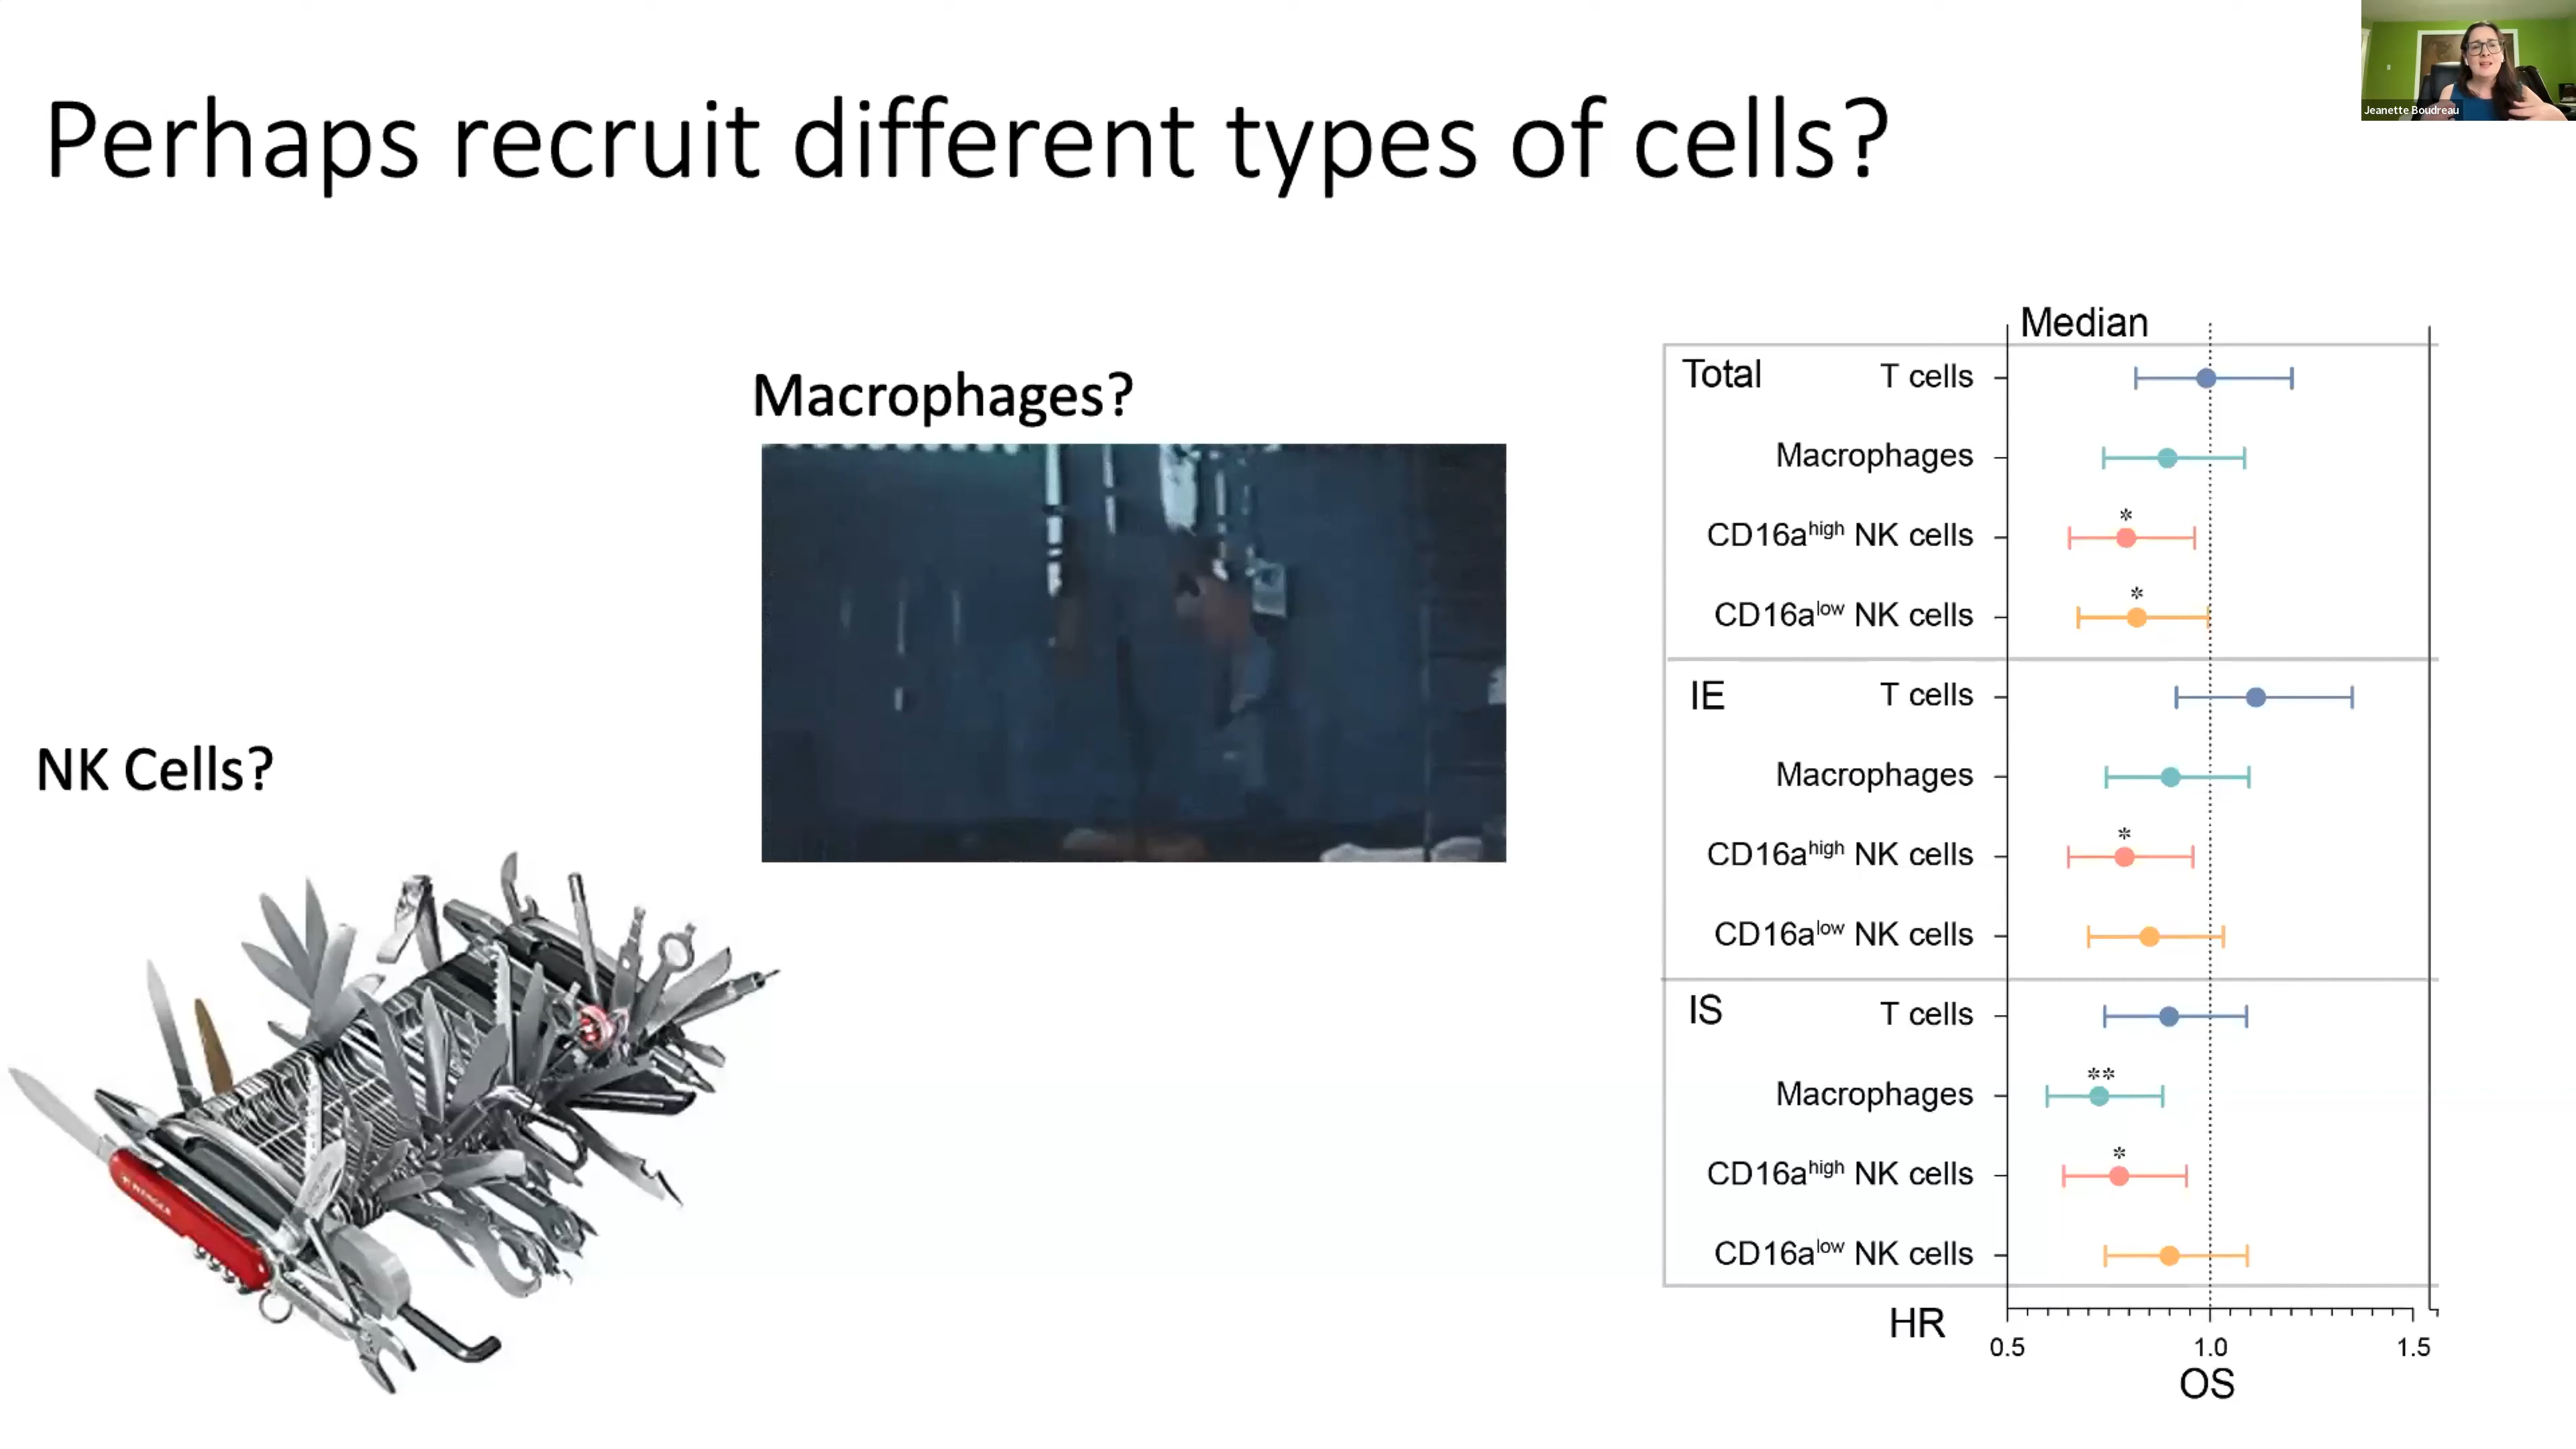 Perhaps recruit different types of cells?
Jeanette Boudreau
Macrophages?
NK Cells?
WENGER
Median
Total
T cells
Macrophages
*
CD16a^high NK cells
*
CD16a^low NK cells
IE
T cells
Macrophages
*
CD16a^high NK cells
CD16a^low NK cells
IS
T cells
**
Macrophages
*
CD16a^high NK cells
CD16a^low NK cells
HR
0.5 1.0 1.5
OS